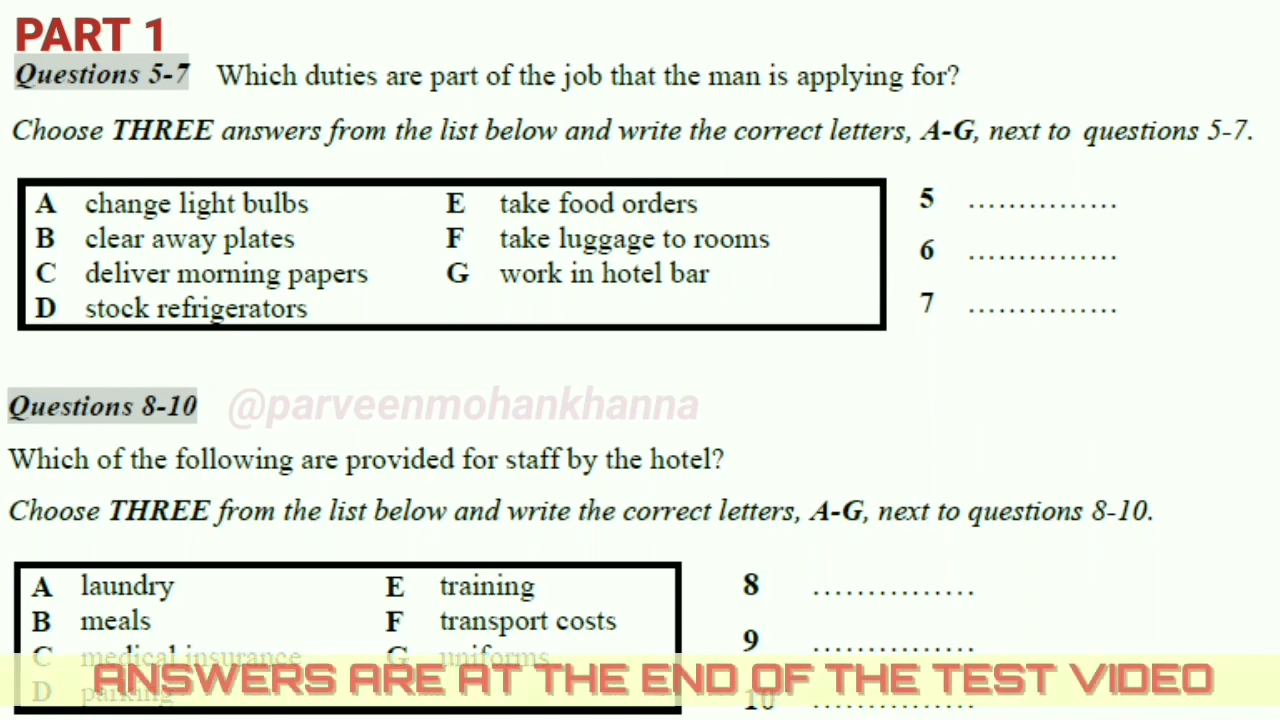 PART 1
Questions 5-7 Which duties are part of the job that the man is applying for?
Choose THREE answers from the list below and write the correct letters, A-G, next to questions 5-7.
A change light bulbs E take food orders 5 ...............
B clear away plates F take luggage to rooms 6 ...............
C deliver morning papers G work in hotel bar 7 ...............
D stock refrigerators
Questions 8-10 @parveenmohankhanna
Which of the following are provided for staff by the hotel?
Choose THREE from the list below and write the correct letters, A-G, next to questions 8-10.
A laundry E training 8 ...............
B meals F transport costs 9 ...............
C medical insurance G uniforms
D parking 10 ...............
ANSWERS ARE AT THE END OF THE TEST VIDEO